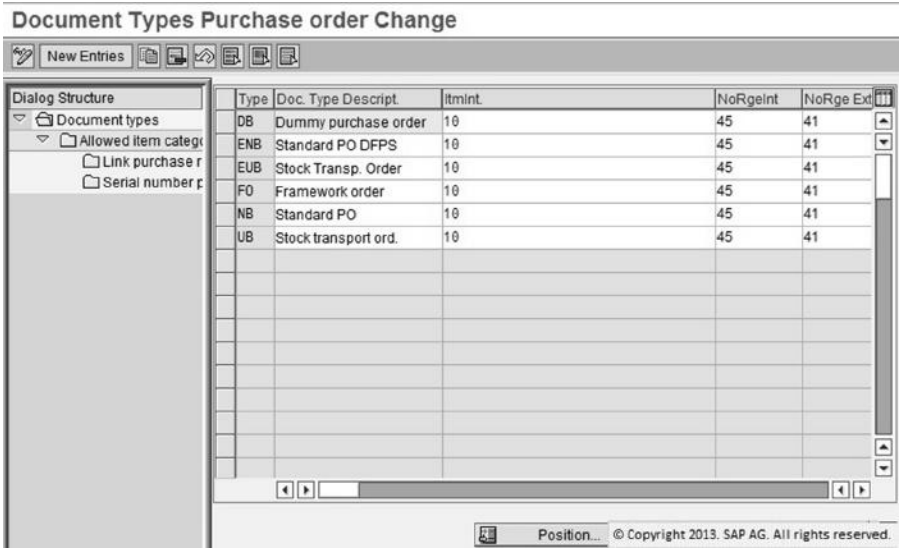 Document Types Purchase order Change
New Entries
Dialog Structure
Document types
Allowed item catego
Link purchase r
Serial number p
Type Doc. Type Descript. ItmInt. NoRgeInt NoRge Ext
DB Dummy purchase order 10 45 41
ENB Standard PO DFPS 10 45 41
EUB Stock Transp. Order 10 45 41
FO Framework order 10 45 41
NB Standard PO 10 45 41
UB Stock transport ord. 10 45 41
Position... © Copyright 2013. SAP AG. All rights reserved.